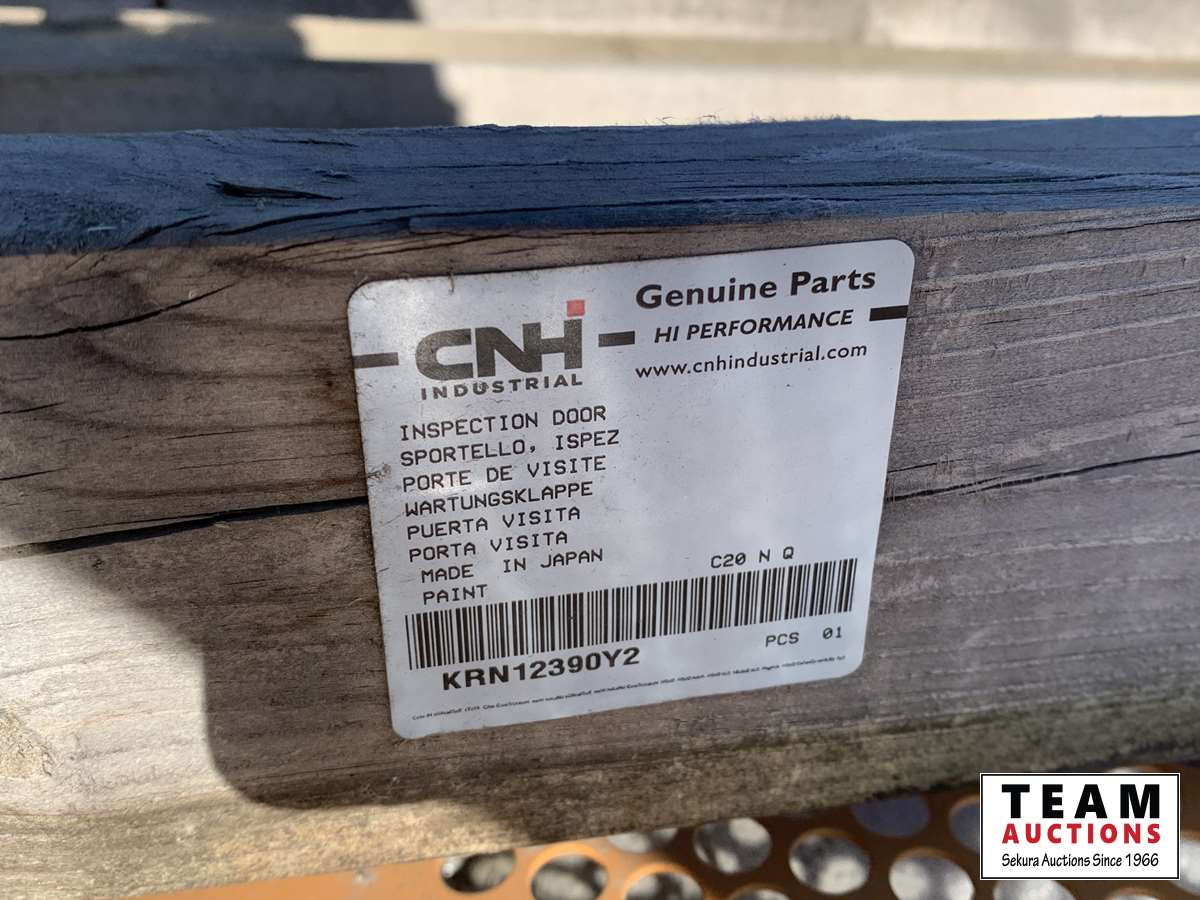 CNH
INDUSTRIAL
Genuine Parts
HI PERFORMANCE
www.cnhindustrial.com
INSPECTION DOOR
SPORTELLO, ISPEZ
PORTE DE VISITE
WARTUNGSKLAPPE
PUERTA VISITA
PORTA VISITA
MADE IN JAPAN
PAINT
C20 N Q
KRN12390Y2
PCS 01
TEAM
AUCTIONS
Sekura Auctions Since 1966